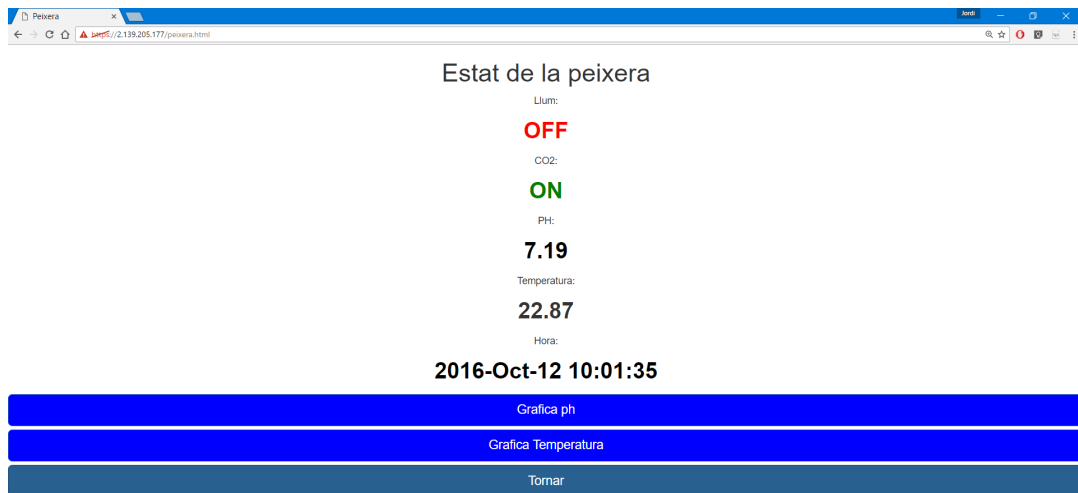 Peixera
Jordi
https://2.139.205.177/peixera.html
Estat de la peixera
Llum:
OFF
CO2:
ON
PH:
7.19
Temperatura:
22.87
Hora:
2016-Oct-12 10:01:35
Grafica ph
Grafica Temperatura
Tornar